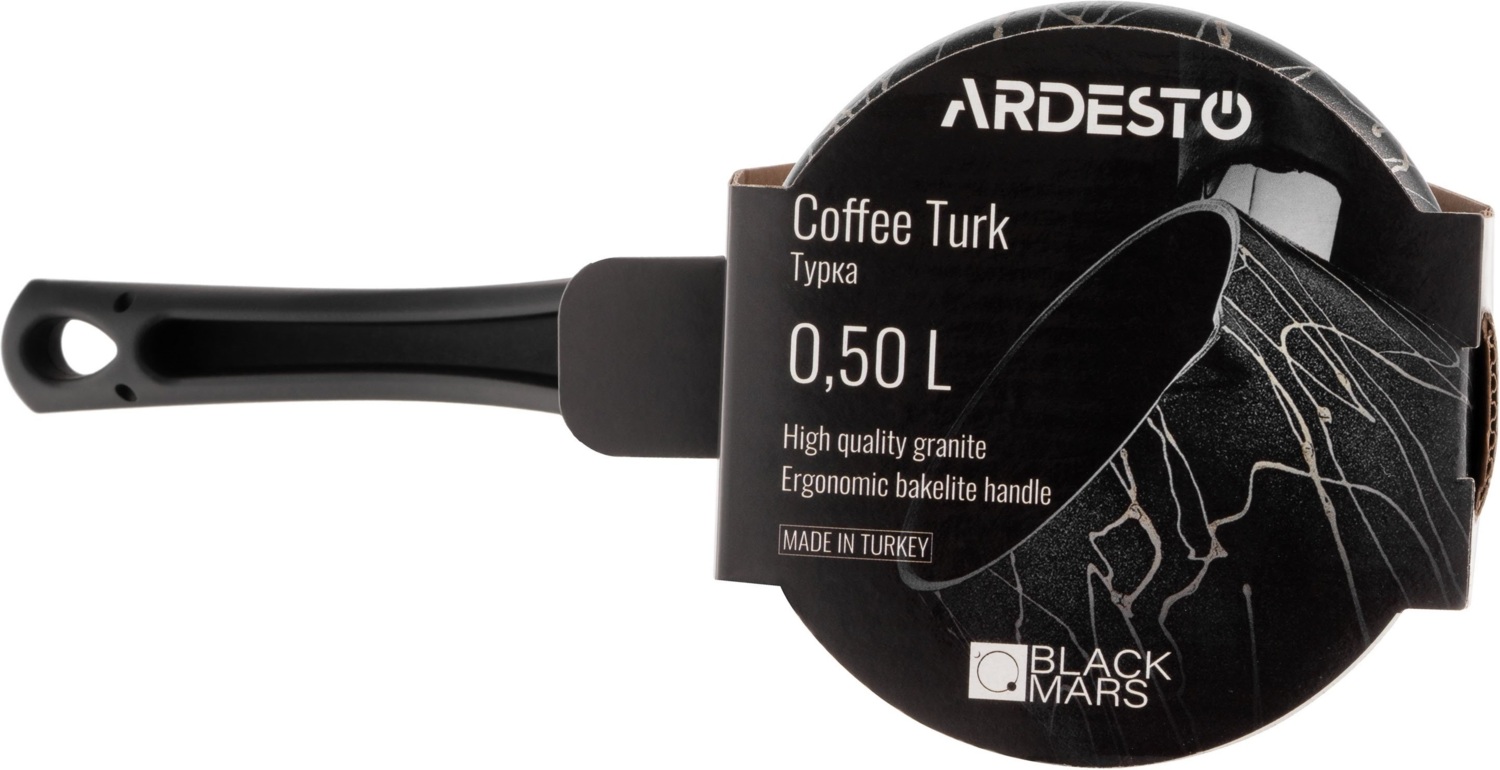 ARDESTO
Coffee Turk
Турка
0,50 L
High quality granite
Ergonomic bakelite handle
MADE IN TURKEY
BLACK
MARS